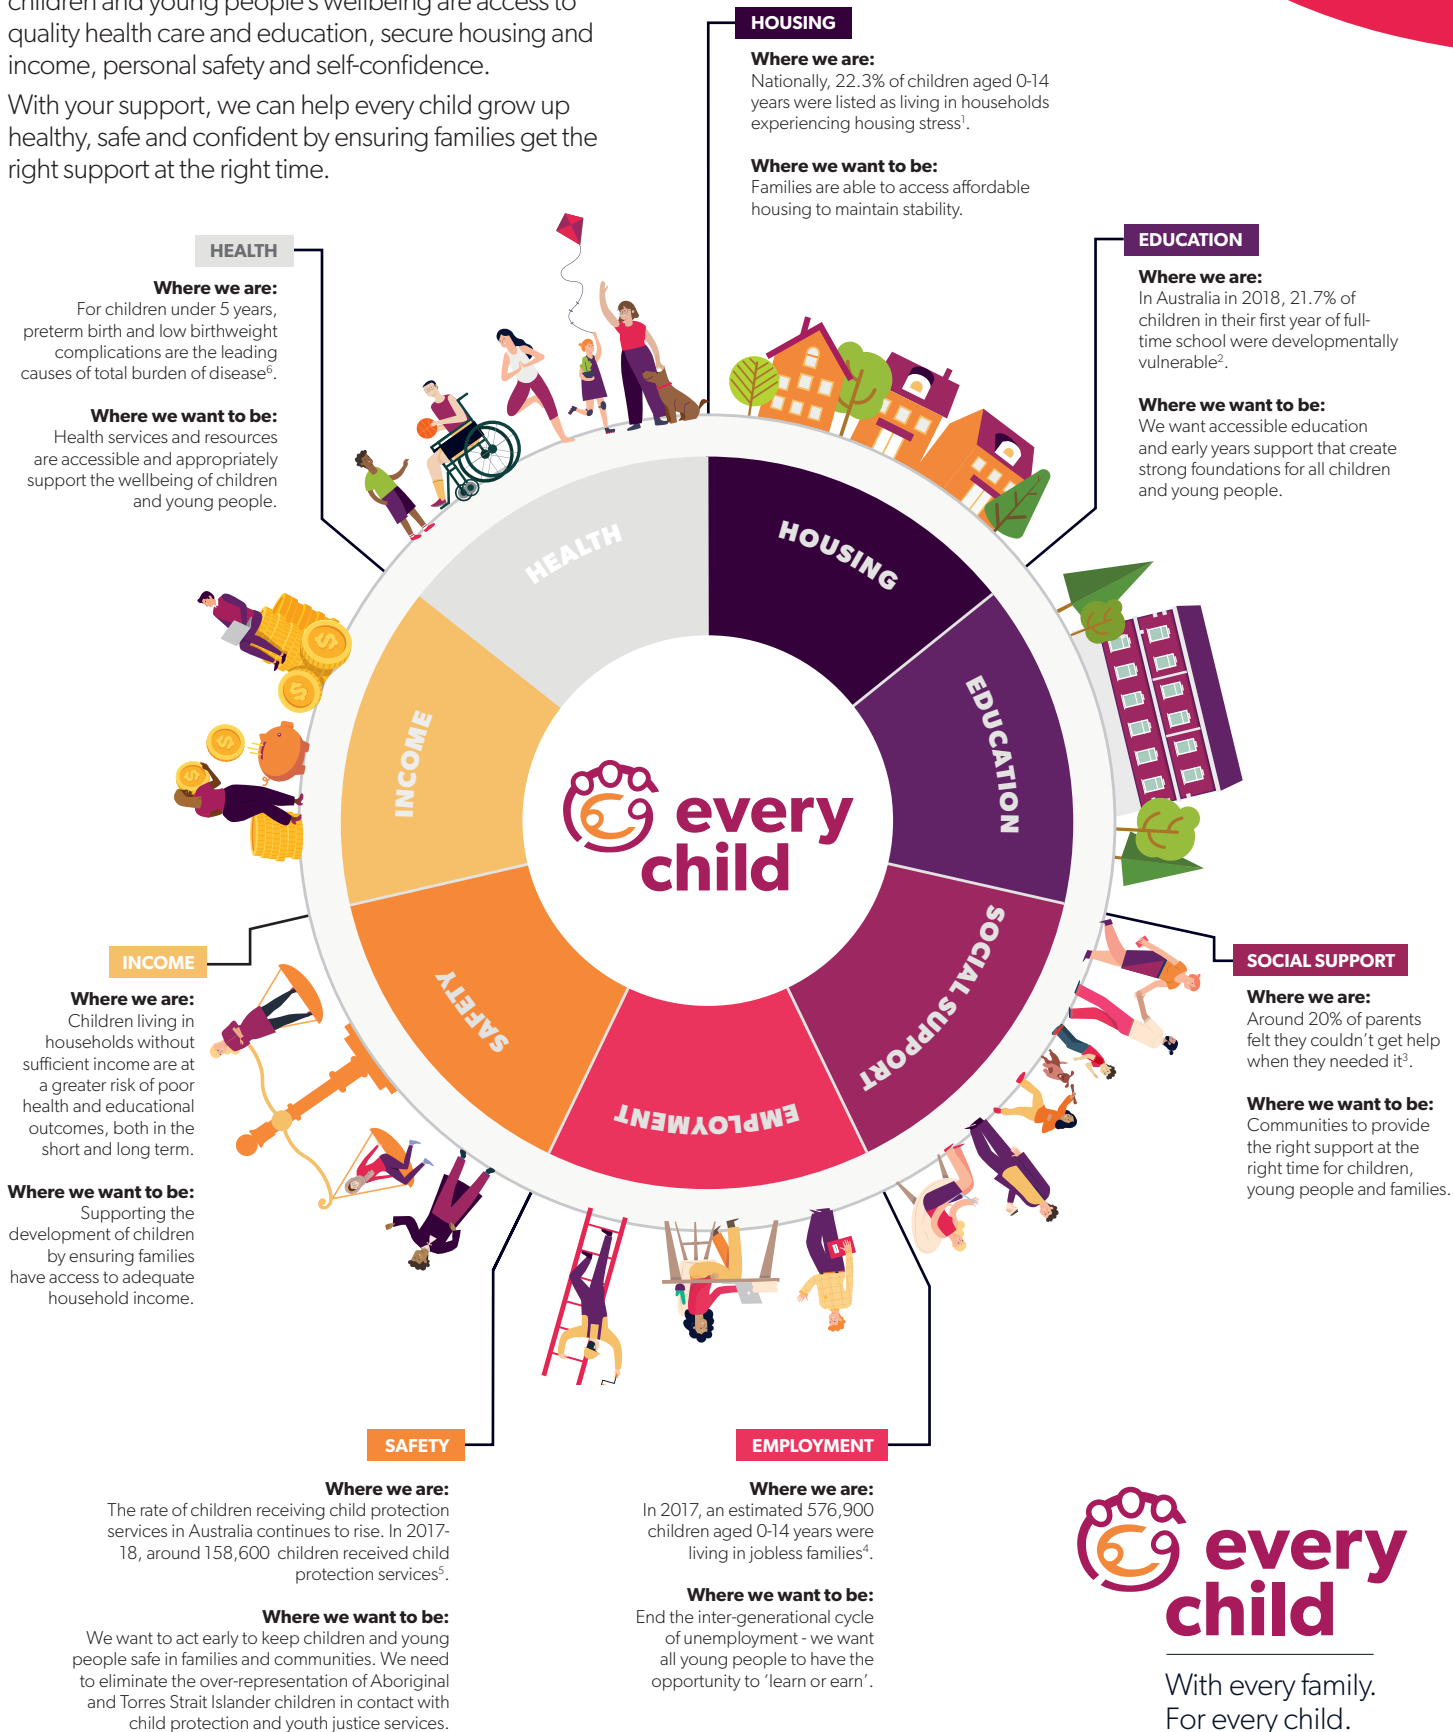 children and young people's wellbeing are access to
quality health care and education, secure housing and
income, personal safety and self-confidence.
With your support, we can help every child grow up
healthy, safe and confident by ensuring families get the
right support at the right time.
HOUSING
Where we are:
Nationally, 22.3% of children aged 0-14
years were listed as living in households
experiencing housing stress¹.
Where we want to be:
Families are able to access affordable
housing to maintain stability.
HEALTH
Where we are:
For children under 5 years,
preterm birth and low birthweight
complications are the leading
causes of total burden of disease⁶.
Where we want to be:
Health services and resources
are accessible and appropriately
support the wellbeing of children
and young people.
EDUCATION
Where we are:
In Australia in 2018, 21.7% of
children in their first year of full-
time school were developmentally
vulnerable².
Where we want to be:
We want accessible education
and early years support that create
strong foundations for all children
and young people.
HEALTH
HOUSING
EDUCATION
SOCIAL SUPPORT
EMPLOYMENT
SAFETY
INCOME
every
child
INCOME
Where we are:
Children living in
households without
sufficient income are at
a greater risk of poor
health and educational
outcomes, both in the
short and long term.
Where we want to be:
Supporting the
development of children
by ensuring families
have access to adequate
household income.
SOCIAL SUPPORT
Where we are:
Around 20% of parents
felt they couldn't get help
when they needed it³.
Where we want to be:
Communities to provide
the right support at the
right time for children,
young people and families.
SAFETY
Where we are:
The rate of children receiving child protection
services in Australia continues to rise. In 2017-
18, around 158,600 children received child
protection services⁵.
Where we want to be:
We want to act early to keep children and young
people safe in families and communities. We need
to eliminate the over-representation of Aboriginal
and Torres Strait Islander children in contact with
child protection and youth justice services.
EMPLOYMENT
Where we are:
In 2017, an estimated 576,900
children aged 0-14 years were
living in jobless families⁴.
Where we want to be:
End the inter-generational cycle
of unemployment - we want
all young people to have the
opportunity to 'learn or earn'.
every
child
With every family.
For every child.